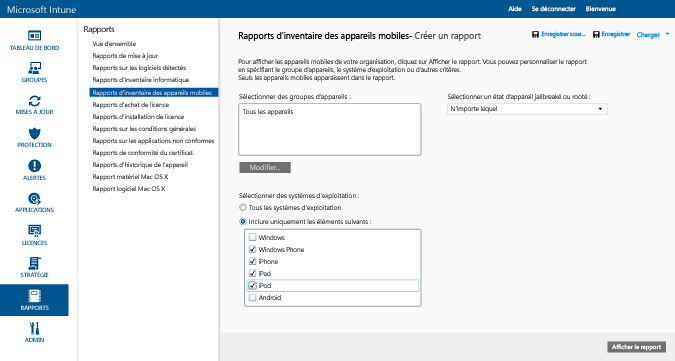 Microsoft Intune
Aide
Se déconnecter
Bienvenue
TABLEAU DE BORD
GROUPES
MISES À JOUR
PROTECTION
ALERTES
APPLICATIONS
LICENCES
STRATÉGIE
RAPPORTS
ADMIN
Rapports
Vue d'ensemble
Rapports de mise à jour
Rapports sur les logiciels détectés
Rapports d'inventaire informatique
Rapports d'inventaire des appareils mobiles
Rapports d'achat de licence
Rapports d'installation de licence
Rapports sur les conditions générales
Rapports sur les applications non conformes
Rapports de conformité du certificat
Rapports d'historique de l'appareil
Rapport matériel Mac OS X
Rapport logiciel Mac OS X
Rapports d'inventaire des appareils mobiles- Créer un rapport
Enregistrer sous...
Enregistrer
Charger
Pour afficher les appareils mobiles de votre organisation, cliquez sur Afficher le rapport. Vous pouvez personnaliser le rapport
en spécifiant le groupe d'appareils, le système d'exploitation ou d'autres critères.
Seuls les appareils mobiles apparaissent dans le rapport.
Sélectionner des groupes d'appareils :
Tous les appareils
Modifier..
Sélectionner un état d'appareil jailbreaké ou rooté :
N'importe lequel
Sélectionner des systèmes d'exploitation :
Tous les systèmes d'exploitation
Inclure uniquement les éléments suivants :
Windows
Windows Phone
iPhone
iPad
iPod
Android
Afficher le rapport